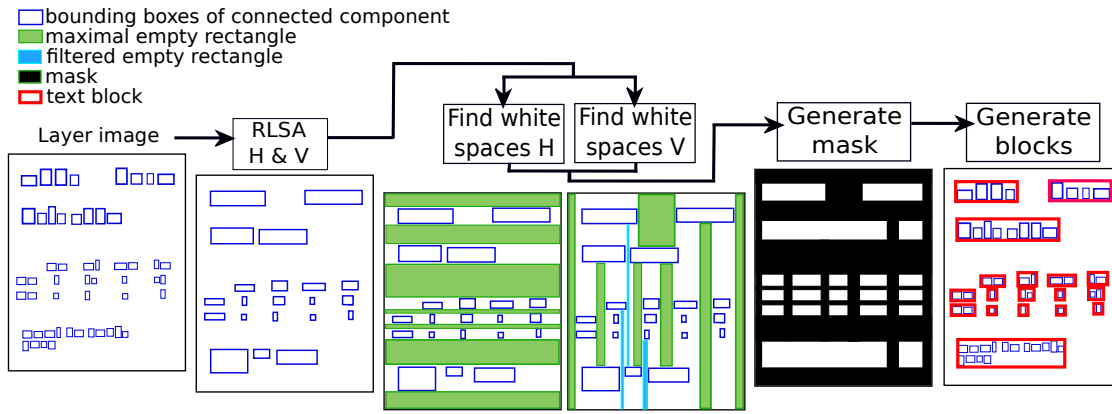 bounding boxes of connected component
maximal empty rectangle
filtered empty rectangle
mask
text block
Layer image
RLSA
H & V
Find white
spaces H
Find white
spaces V
Generate
mask
Generate
blocks